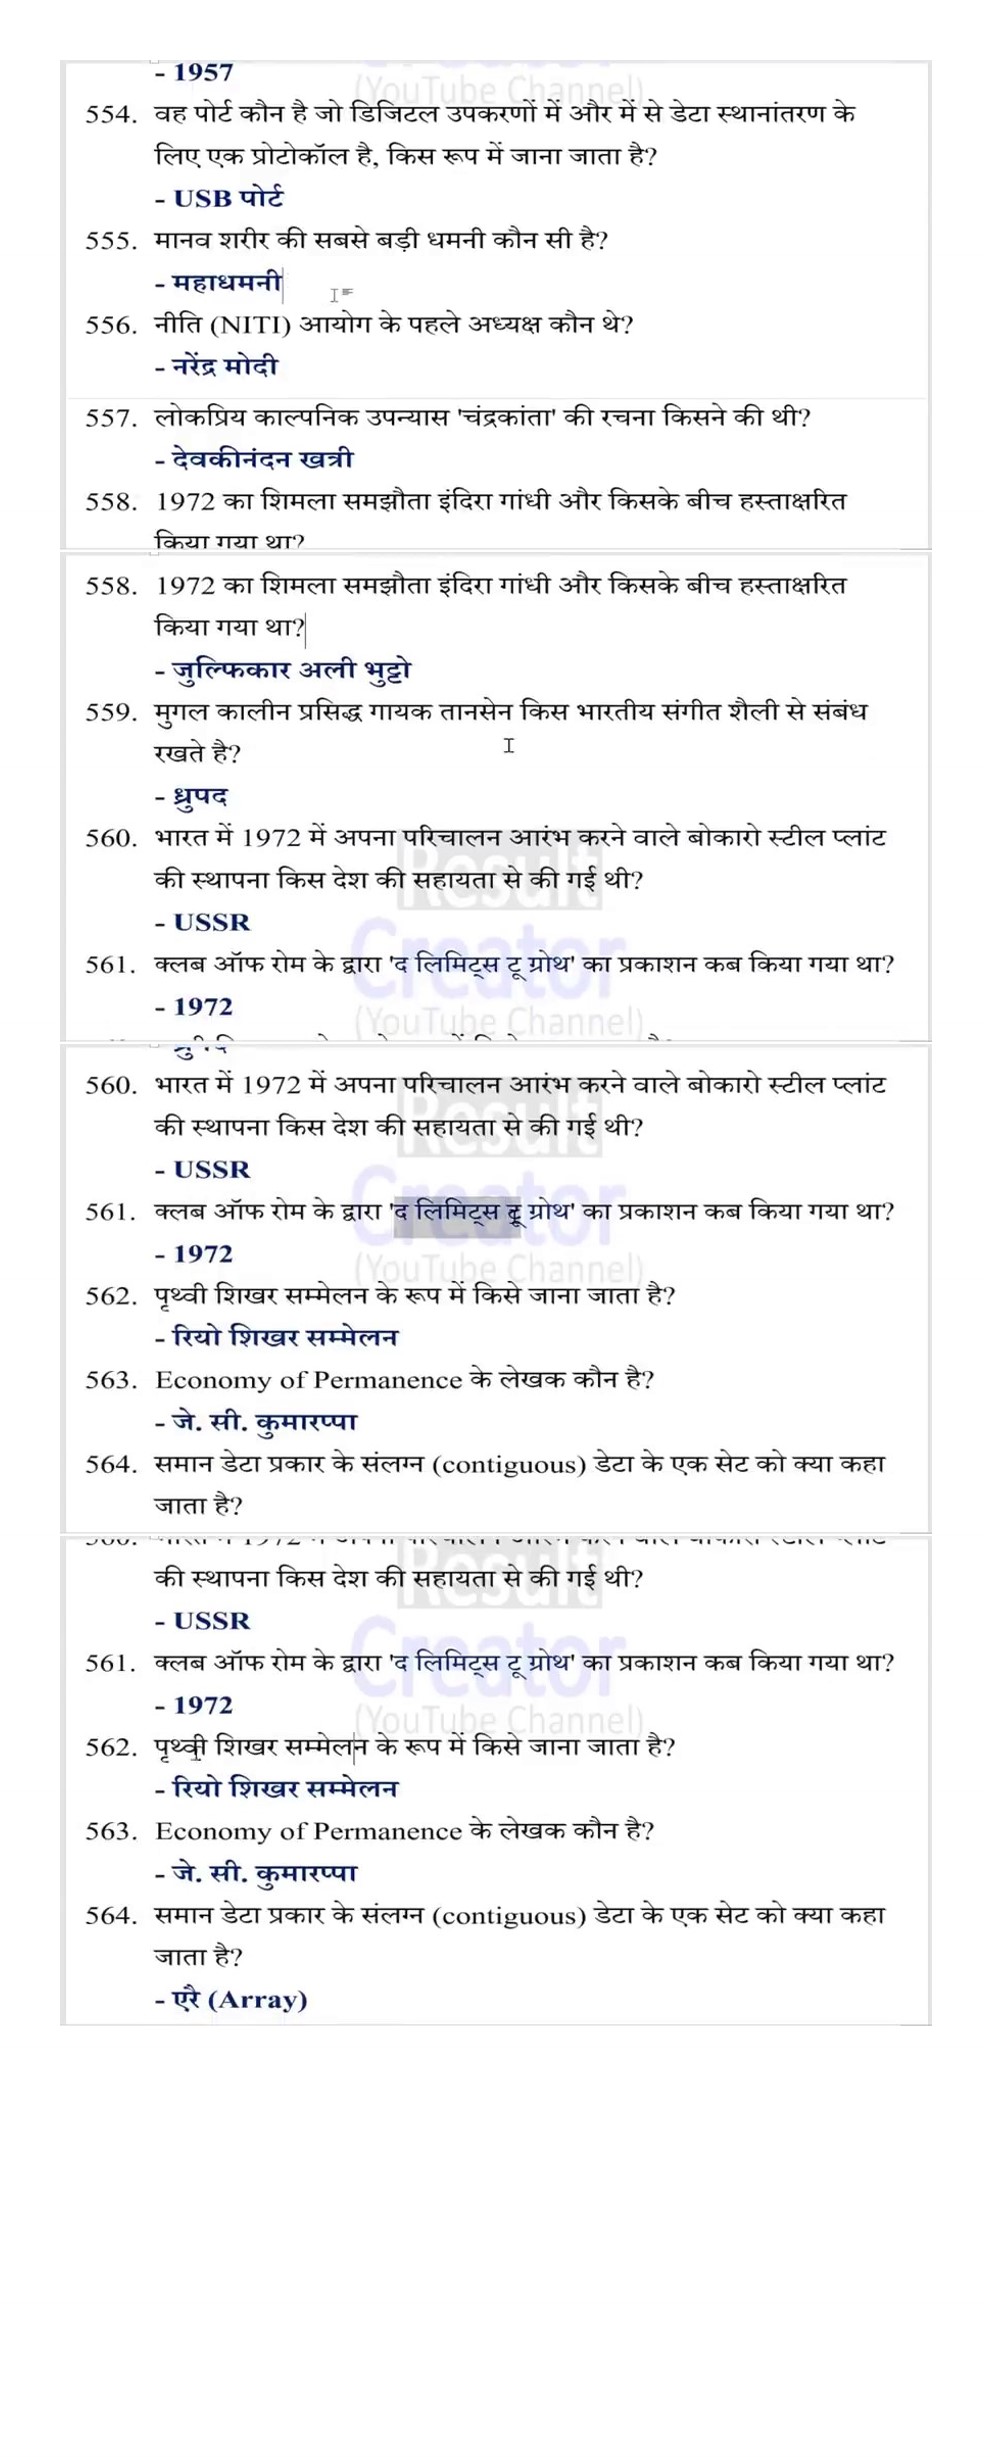 - 1957
(YouTube Channel)
554. वह पोर्ट कौन है जो डिजिटल उपकरणों में और में से डेटा स्थानांतरण के
लिए एक प्रोटोकॉल है, किस रूप में जाना जाता है?
- USB पोर्ट
555. मानव शरीर की सबसे बड़ी धमनी कौन सी है?
- महाधमनी
556. नीति (NITI) आयोग के पहले अध्यक्ष कौन थे?
- नरेंद्र मोदी
557. लोकप्रिय काल्पनिक उपन्यास 'चंद्रकांता' की रचना किसने की थी?
- देवकीनंदन खत्री
558. 1972 का शिमला समझौता इंदिरा गांधी और किसके बीच हस्ताक्षरित
किया गया था?
558. 1972 का शिमला समझौता इंदिरा गांधी और किसके बीच हस्ताक्षरित
किया गया था?
- जुल्फिकार अली भुट्टो
559. मुगल कालीन प्रसिद्ध गायक तानसेन किस भारतीय संगीत शैली से संबंध
रखते है?
- ध्रुपद
560. भारत में 1972 में अपना परिचालन आरंभ करने वाले बोकारो स्टील प्लांट
Result
की स्थापना किस देश की सहायता से की गई थी?
- USSR
Creator
561. क्लब ऑफ रोम के द्वारा 'द लिमिट्स टू ग्रोथ' का प्रकाशन कब किया गया था?
- 1972
(YouTube Channel)
560. भारत में 1972 में अपना परिचालन आरंभ करने वाले बोकारो स्टील प्लांट
Result
की स्थापना किस देश की सहायता से की गई थी?
- USSR
Creator
561. क्लब ऑफ रोम के द्वारा 'द लिमिट्स टू ग्रोथ' का प्रकाशन कब किया गया था?
- 1972
(YouTube Channel)
562. पृथ्वी शिखर सम्मेलन के रूप में किसे जाना जाता है?
- रियो शिखर सम्मेलन
563. Economy of Permanence के लेखक कौन है?
- जे. सी. कुमारप्पा
564. समान डेटा प्रकार के संलग्न (contiguous) डेटा के एक सेट को क्या कहा
जाता है?
Result
की स्थापना किस देश की सहायता से की गई थी?
- USSR
Creator
561. क्लब ऑफ रोम के द्वारा 'द लिमिट्स टू ग्रोथ' का प्रकाशन कब किया गया था?
- 1972
(YouTube Channel)
562. पृथ्वी शिखर सम्मेलन के रूप में किसे जाना जाता है?
- रियो शिखर सम्मेलन
563. Economy of Permanence के लेखक कौन है?
- जे. सी. कुमारप्पा
564. समान डेटा प्रकार के संलग्न (contiguous) डेटा के एक सेट को क्या कहा
जाता है?
- एरै (Array)